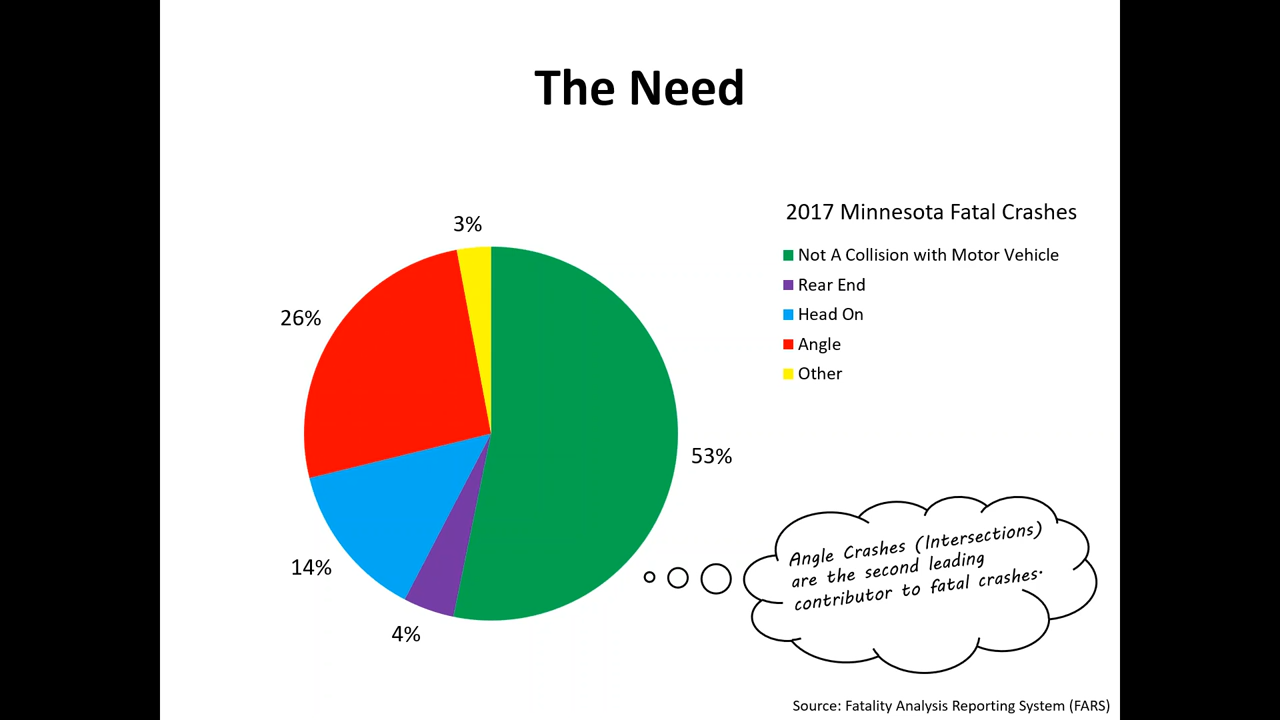 The Need
2017 Minnesota Fatal Crashes
Not A Collision with Motor Vehicle
Rear End
Head On
Angle
Other
3%
26%
53%
14%
4%
Angle Crashes (Intersections)
are the second leading
contributor to fatal crashes.
Source: Fatality Analysis Reporting System (FARS)